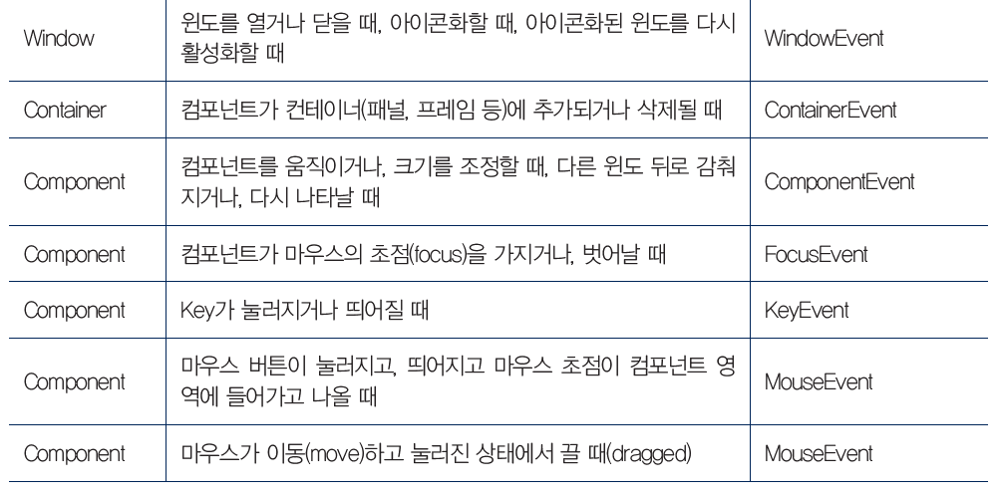 Window
윈도를 열거나 닫을 때, 아이콘화할 때, 아이콘화된 윈도를 다시
활성화할 때
WindowEvent
Container
컴포넌트가 컨테이너(패널, 프레임 등)에 추가되거나 삭제될 때
ContainerEvent
Component
컴포넌트를 움직이거나, 크기를 조정할 때, 다른 윈도 뒤로 감춰
지거나, 다시 나타날 때
ComponentEvent
Component
컴포넌트가 마우스의 초점(focus)을 가지거나, 벗어날 때
FocusEvent
Component
Key가 눌러지거나 띄어질 때
KeyEvent
Component
마우스 버튼이 눌러지고, 띄어지고 마우스 초점이 컴포넌트 영
역에 들어가고 나올 때
MouseEvent
Component
마우스가 이동(move)하고 눌러진 상태에서 끌 때(dragged)
MouseEvent